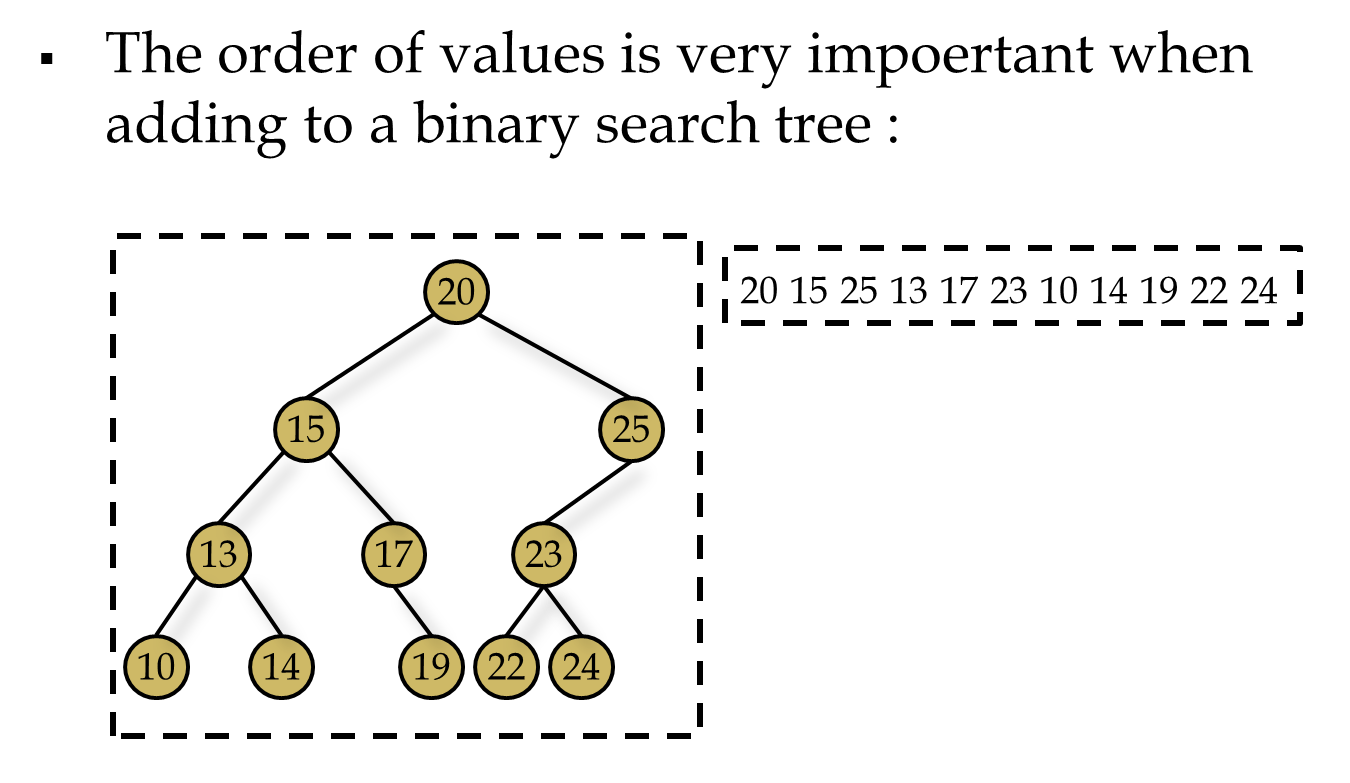 ▪ The order of values is very impoertant when
adding to a binary search tree :
20
20 15 25 13 17 23 10 14 19 22 24
15 25
13 17 23
10 14 19 22 24